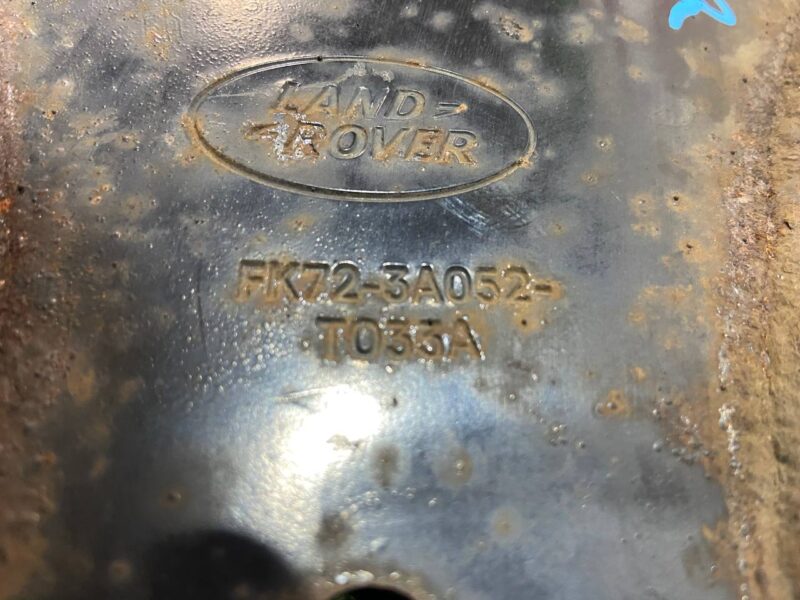 LAND
ROVER
FK72-3A052-
T033A